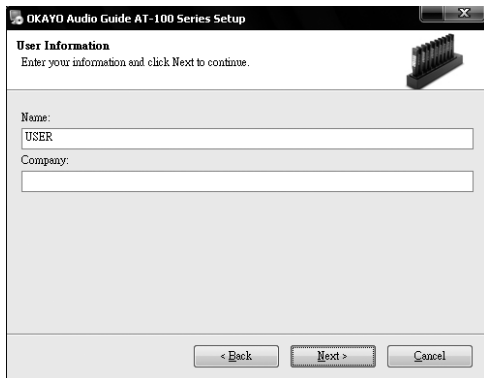 OKAYO Audio Guide AT-100 Series Setup
User Information
Enter your information and click Next to continue.
Name:
USER
Company:
< Back Next > Cancel